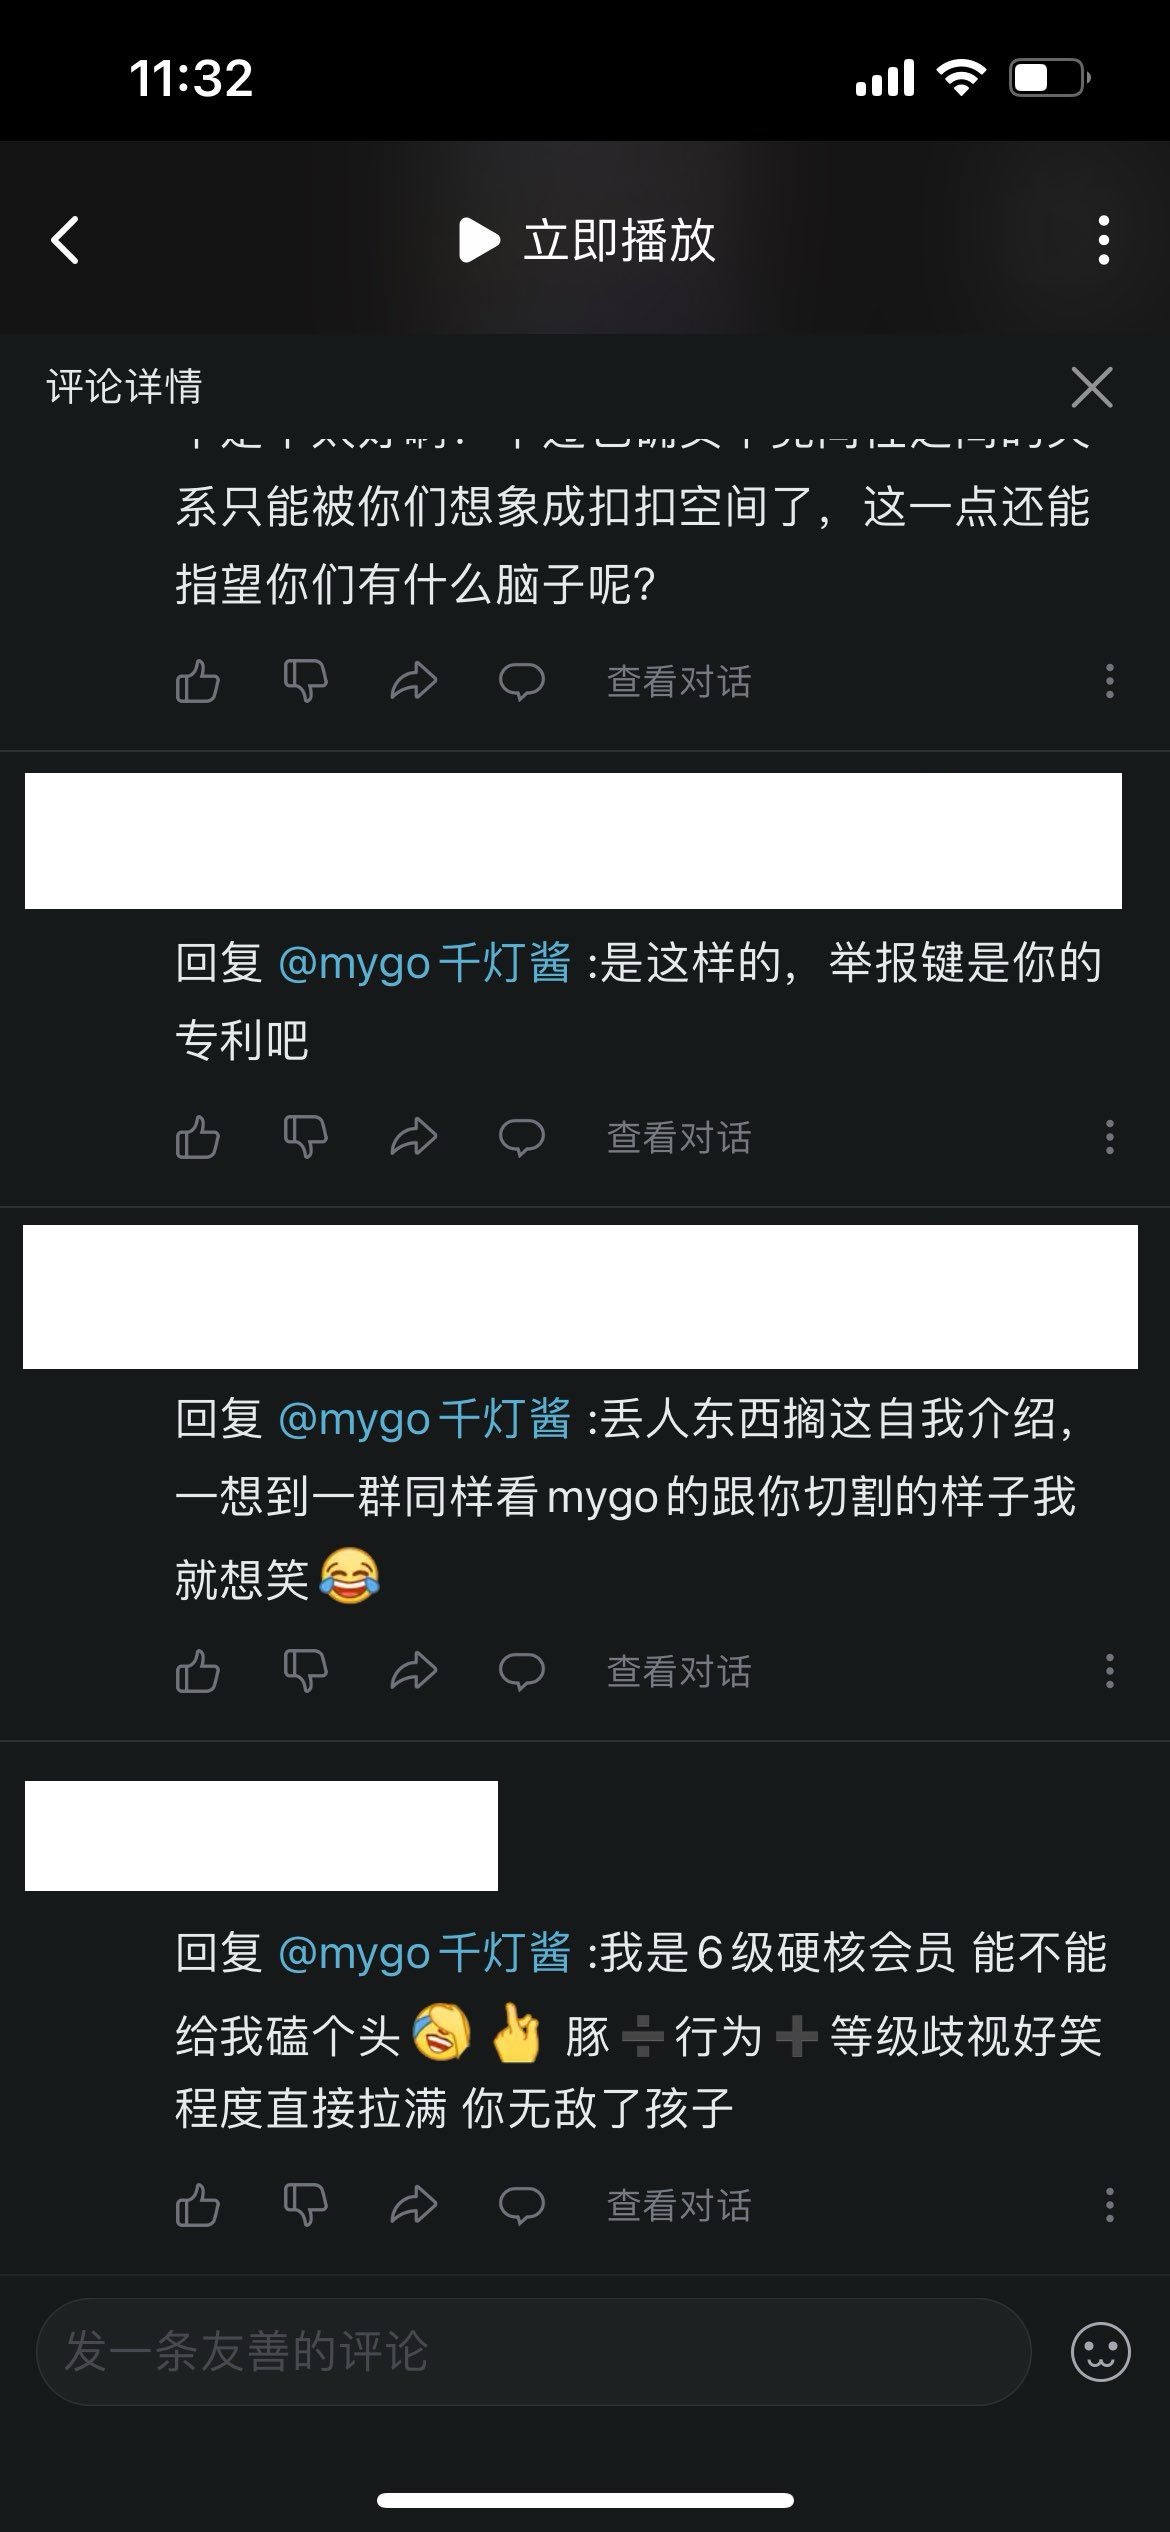 11:32
立即播放
评论详情
系只能被你们想象成扣扣空间了，这一点还能
指望你们有什么脑子呢?
查看对话
回复 @mygo千灯酱 :是这样的，举报键是你的
专利吧
查看对话
回复 @mygo千灯酱 :丢人东西搁这自我介绍，
一想到一群同样看mygo的跟你切割的样子我
就想笑😂
查看对话
回复 @mygo千灯酱 :我是6级硬核会员 能不能
给我磕个头 豚➗行为➕等级歧视好笑
程度直接拉满 你无敌了孩子
查看对话
发一条友善的评论